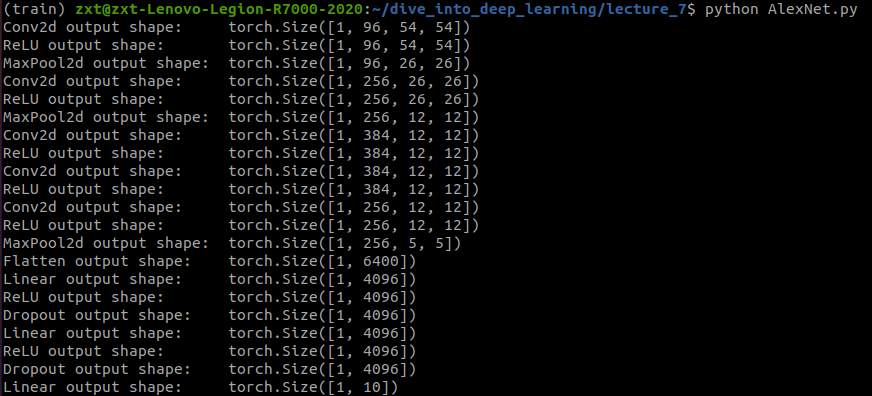 (train) zxt@zxt-Lenovo-Legion-R7000-2020:~/dive_into_deep_learning/lecture_7$ python AlexNet.py
Conv2d output shape:     torch.Size([1, 96, 54, 54])
ReLU output shape:       torch.Size([1, 96, 54, 54])
MaxPool2d output shape:  torch.Size([1, 96, 26, 26])
Conv2d output shape:     torch.Size([1, 256, 26, 26])
ReLU output shape:       torch.Size([1, 256, 26, 26])
MaxPool2d output shape:  torch.Size([1, 256, 12, 12])
Conv2d output shape:     torch.Size([1, 384, 12, 12])
ReLU output shape:       torch.Size([1, 384, 12, 12])
Conv2d output shape:     torch.Size([1, 384, 12, 12])
ReLU output shape:       torch.Size([1, 384, 12, 12])
Conv2d output shape:     torch.Size([1, 256, 12, 12])
ReLU output shape:       torch.Size([1, 256, 12, 12])
MaxPool2d output shape:  torch.Size([1, 256, 5, 5])
Flatten output shape:    torch.Size([1, 6400])
Linear output shape:     torch.Size([1, 4096])
ReLU output shape:       torch.Size([1, 4096])
Dropout output shape:    torch.Size([1, 4096])
Linear output shape:     torch.Size([1, 4096])
ReLU output shape:       torch.Size([1, 4096])
Dropout output shape:    torch.Size([1, 4096])
Linear output shape:     torch.Size([1, 10])